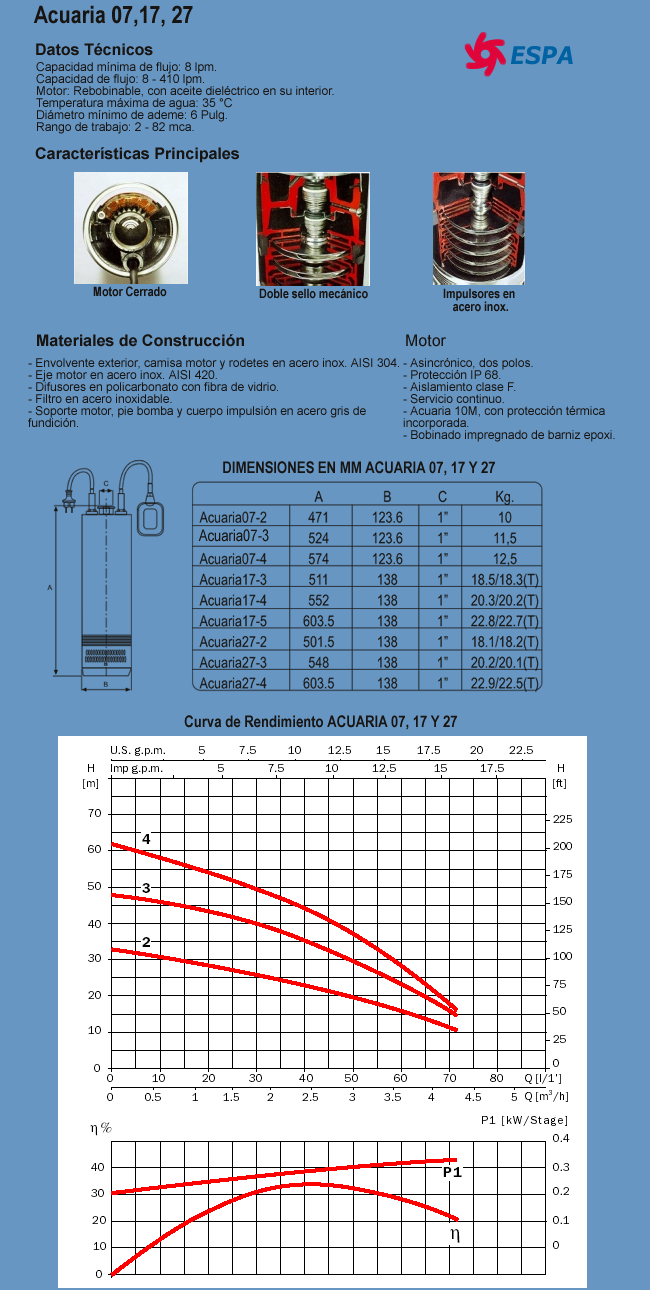 Acuaria 07,17, 27
ESPA
Datos Técnicos
Capacidad mínima de flujo: 8 lpm.
Capacidad de flujo: 8 - 410 lpm.
Motor: Rebobinable, con aceite dieléctrico en su interior.
Temperatura máxima de agua: 35 °C
Diámetro mínimo de ademe: 6 Pulg.
Rango de trabajo: 2 - 82 mca.
Características Principales
Motor Cerrado
Doble sello mecánico
Impulsores en
acero inox.
Materiales de Construcción
- Envolvente exterior, camisa motor y rodetes en acero inox. AISI 304.
- Eje motor en acero inox. AISI 420.
- Difusores en policarbonato con fibra de vidrio.
- Filtro en acero inoxidable.
- Soporte motor, pie bomba y cuerpo impulsión en acero gris de
fundición.
Motor
- Asincrónico, dos polos.
- Protección IP 68.
- Aislamiento clase F.
- Servicio continuo.
- Acuaria 10M, con protección térmica
incorporada.
- Bobinado impregnado de barniz epoxi.
DIMENSIONES EN MM ACUARIA 07, 17 Y 27
A B C Kg.
Acuaria07-2 471 123.6 1" 10
Acuaria07-3 524 123.6 1" 11,5
Acuaria07-4 574 123.6 1" 12,5
Acuaria17-3 511 138 1" 18.5/18.3(T)
Acuaria17-4 552 138 1" 20.3/20.2(T)
Acuaria17-5 603.5 138 1" 22.8/22.7(T)
Acuaria27-2 501.5 138 1" 18.1/18.2(T)
Acuaria27-3 548 138 1" 20.2/20.1(T)
Acuaria27-4 603.5 138 1" 22.9/22.5(T)
C
A
B
Curva de Rendimiento ACUARIA 07, 17 Y 27
U.S. g.p.m. 5 7.5 10 12.5 15 17.5 20 22.5
H Imp g.p.m. 5 7.5 10 12.5 15 17.5 H
[m] [ft]
70
60
50
40
30
20
10
0
225
200
175
150
125
100
75
50
25
0
4
3
2
0 10 20 30 40 50 60 70 80 Q [l/1']
0 0.5 1 1.5 2 2.5 3 3.5 4 4.5 5 Q [m³/h]
η% P1 [kW/Stage]
40
30
20
10
0
0.4
0.3
0.2
0.1
0
P1
η